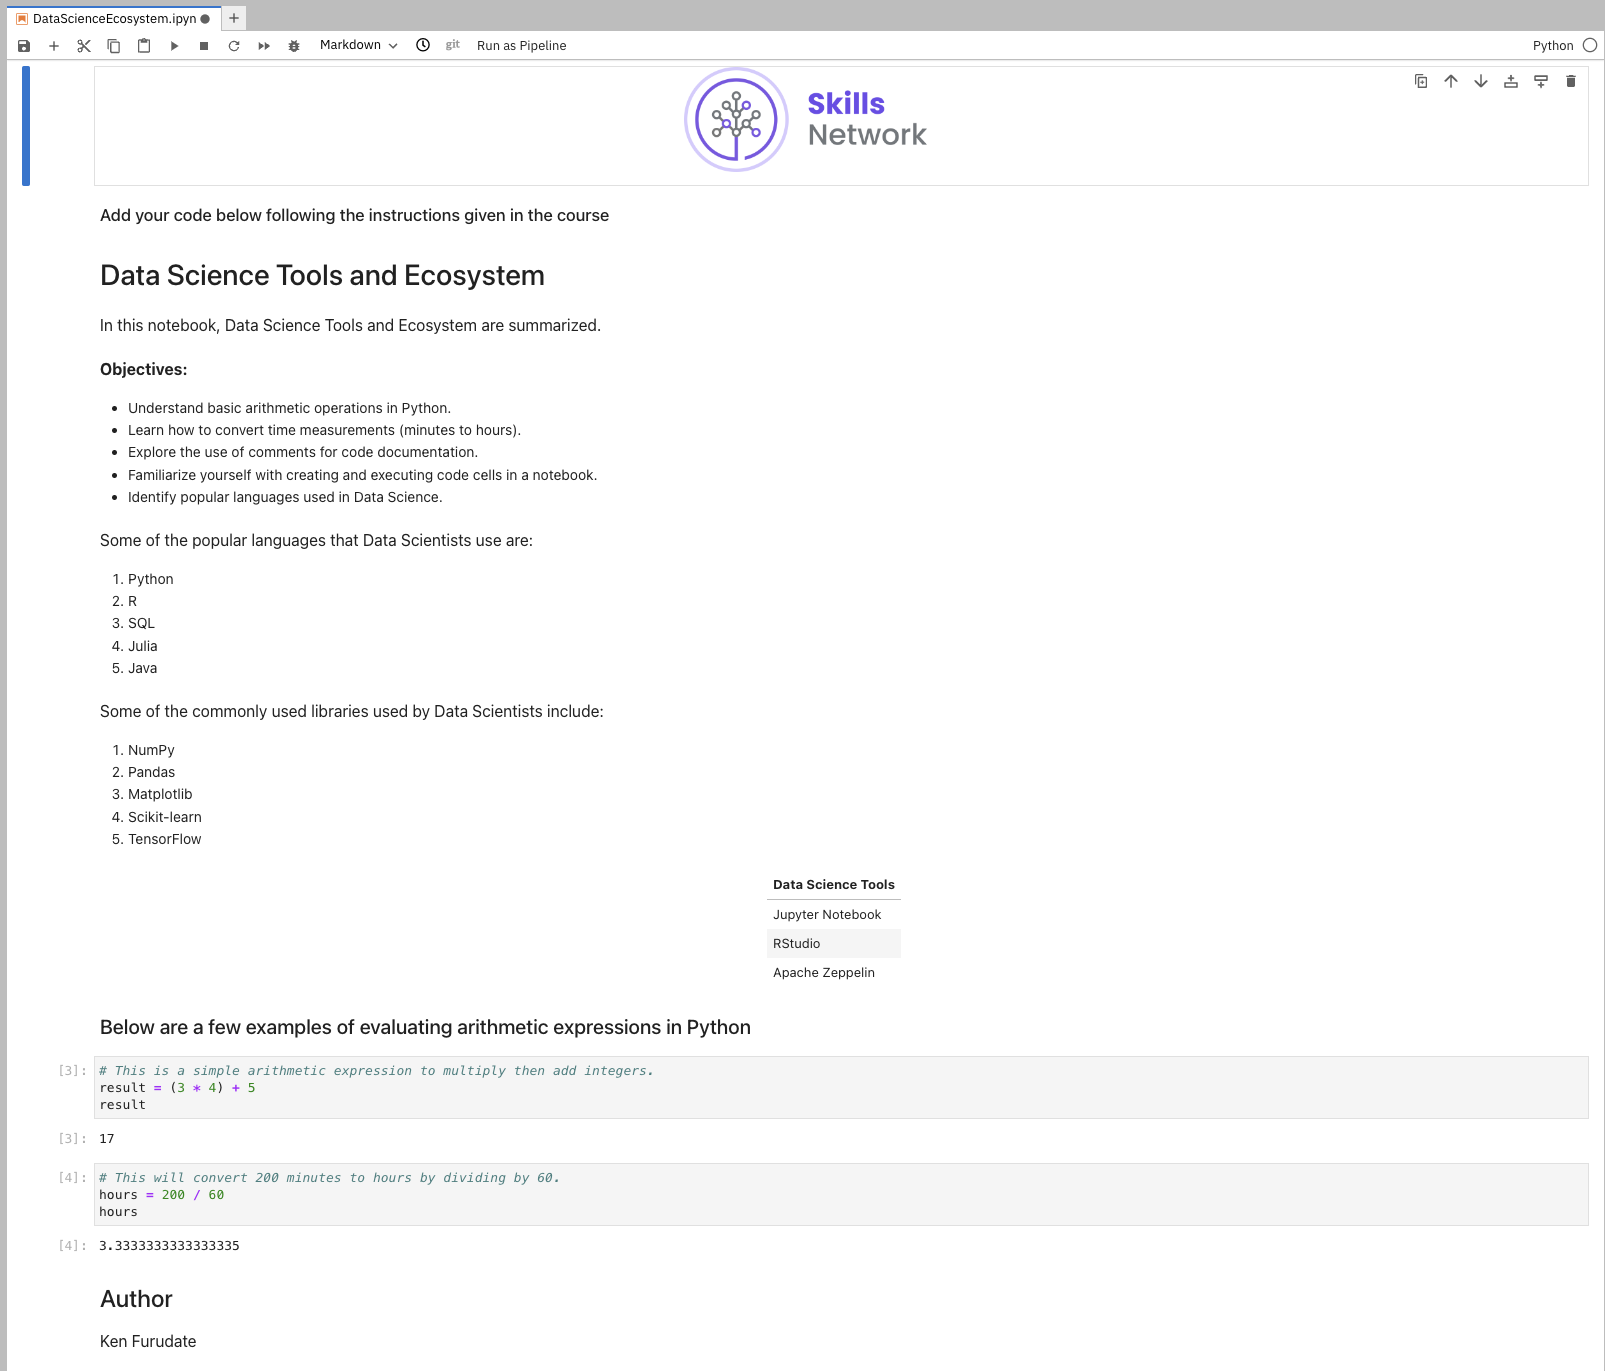 DataScienceEcosystem.ipyn
Markdown
git
Run as Pipeline
Python
Skills
Network
Add your code below following the instructions given in the course
Data Science Tools and Ecosystem
In this notebook, Data Science Tools and Ecosystem are summarized.
Objectives:
• Understand basic arithmetic operations in Python.
• Learn how to convert time measurements (minutes to hours).
• Explore the use of comments for code documentation.
• Familiarize yourself with creating and executing code cells in a notebook.
• Identify popular languages used in Data Science.
Some of the popular languages that Data Scientists use are:
1. Python
2. R
3. SQL
4. Julia
5. Java
Some of the commonly used libraries used by Data Scientists include:
1. NumPy
2. Pandas
3. Matplotlib
4. Scikit-learn
5. TensorFlow
Data Science Tools
Jupyter Notebook
RStudio
Apache Zeppelin
Below are a few examples of evaluating arithmetic expressions in Python
[3]: # This is a simple arithmetic expression to multiply then add integers.
result = (3 * 4) + 5
result
[3]: 17
[4]: # This will convert 200 minutes to hours by dividing by 60.
hours = 200 / 60
hours
[4]: 3.3333333333333335
Author
Ken Furudate